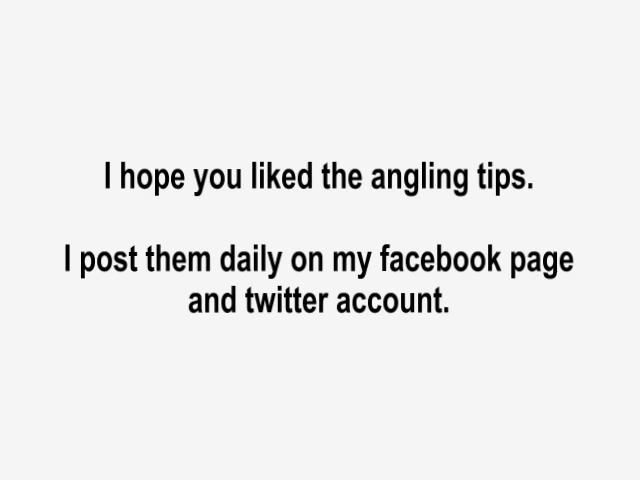 I hope you liked the angling tips.
I post them daily on my facebook page
and twitter account.